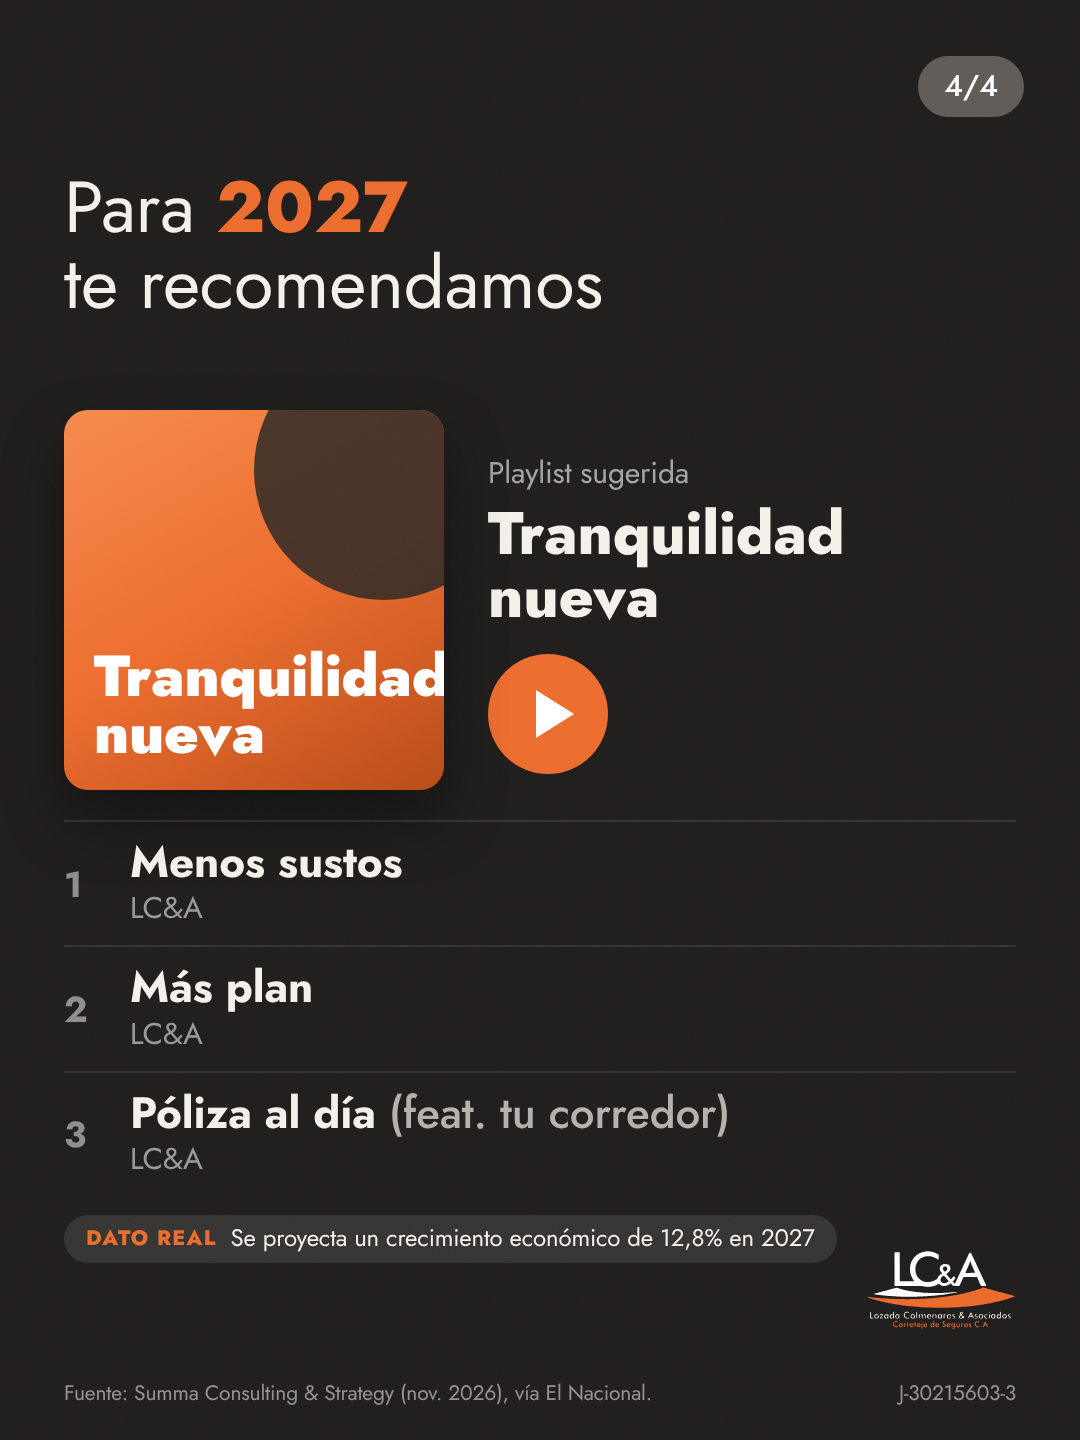 4/4
Para 2027
te recomendamos
Tranquilidad
nueva
Playlist sugerida
Tranquilidad
nueva
1
Menos sustos
LC&A
2
Más plan
LC&A
3
Póliza al día (feat. tu corredor)
LC&A
DATO REAL Se proyecta un crecimiento económico de 12,8% en 2027
LC&A
Lozada Colmenares & Asociados
Corretaje de Seguros C.A
Fuente: Summa Consulting & Strategy (nov. 2026), vía El Nacional.
J-30215603-3